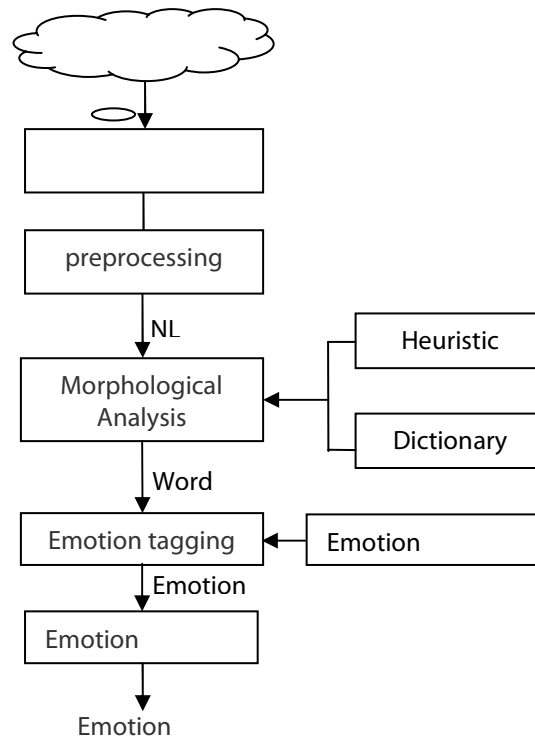 preprocessing
NL
Heuristic
Morphological
Analysis
Dictionary
Word
Emotion tagging
Emotion
Emotion
Emotion
Emotion